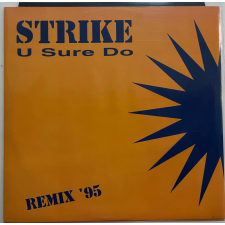 STRIKE
U Sure Do
REMIX '95